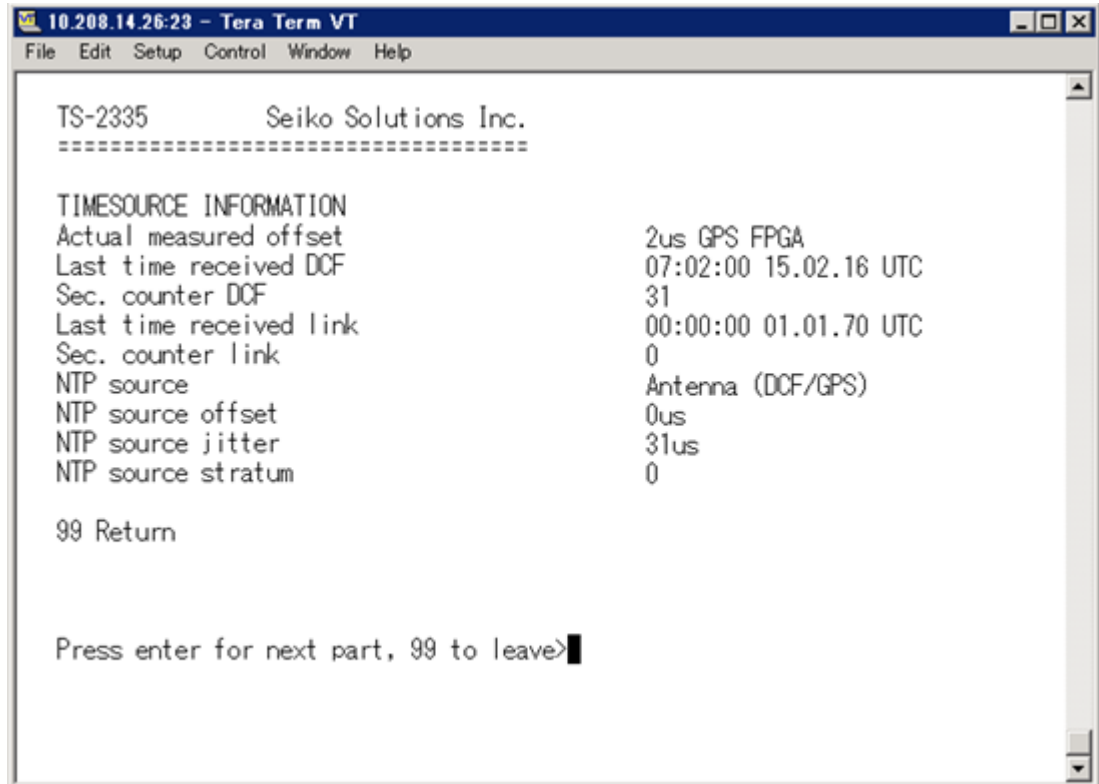 10.208.14.26:23 - Tera Term VT
File Edit Setup Control Window Help
TS-2335 Seiko Solutions Inc.
====================================
TIMESOURCE INFORMATION
Actual measured offset 2us GPS FPGA
Last time received DCF 07:02:00 15.02.16 UTC
Sec. counter DCF 31
Last time received link 00:00:00 01.01.70 UTC
Sec. counter link 0
NTP source Antenna (DCF/GPS)
NTP source offset 0us
NTP source jitter 31us
NTP source stratum 0
99 Return
Press enter for next part, 99 to leave>